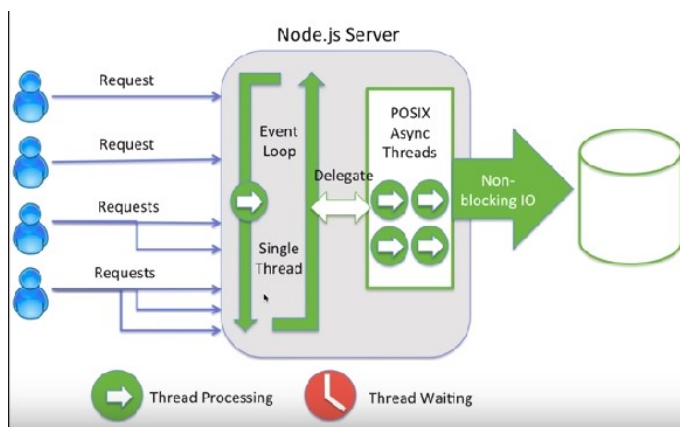 Node.js Server
Request
Request
Requests
Requests
Event
Loop
Single
Thread
Delegate
POSIX
Async
Threads
Non-
blocking IO
Thread Processing
Thread Waiting